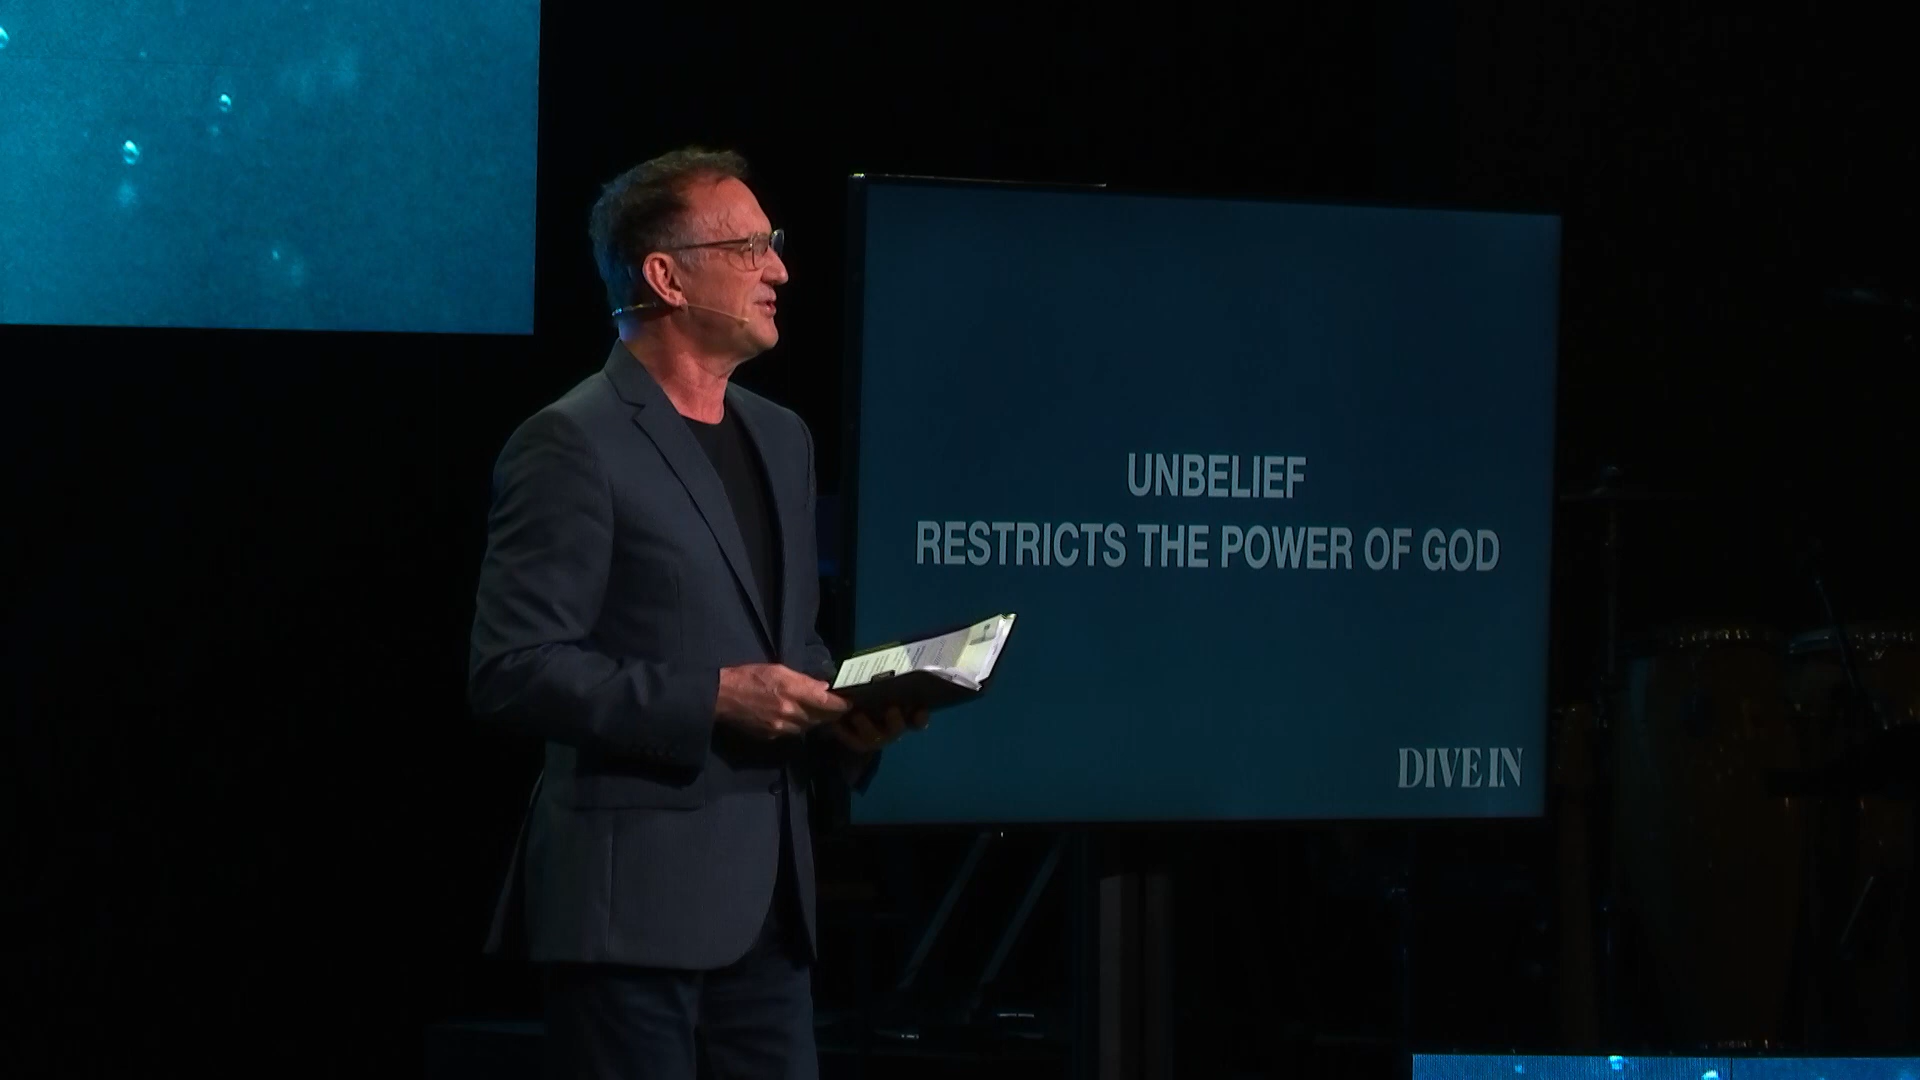 UNBELIEF
RESTRICTS THE POWER OF GOD
DIVE IN